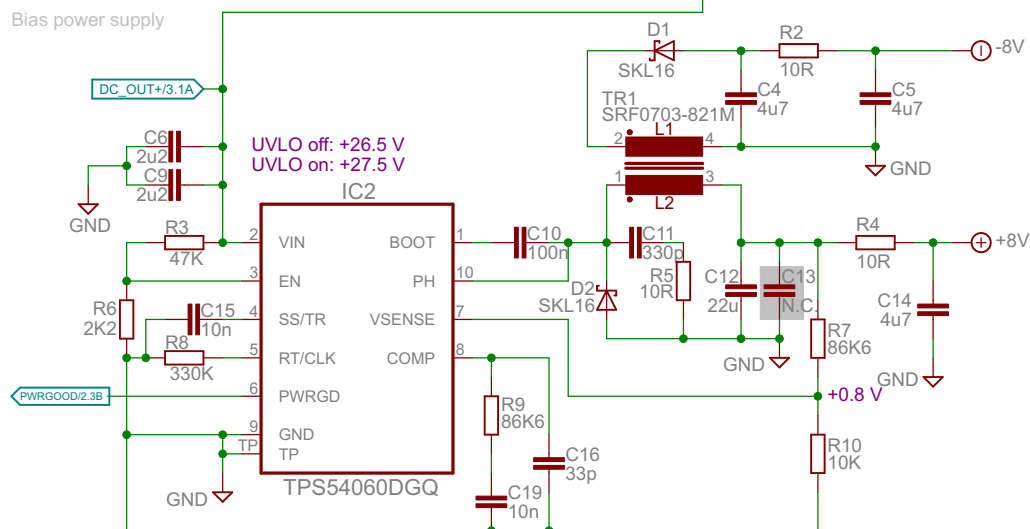 Bias power supply
D1
SKL16
R2
10R
-8V
DC_OUT+/3.1A
C4
4u7
C5
4u7
TR1
SRF0703-821M
2
L1
4
GND
C6
2u2
C9
2u2
GND
UVLO off: +26.5 V
UVLO on: +27.5 V
1
L2
3
IC2
R3
47K
2
VIN
BOOT
1
C10
100n
C11
330p
R4
10R
+8V
3
EN
PH
10
R5
10R
D2
SKL16
C12
22u
C13
N.C.
R6
2K2
C15
10n
4
SS/TR
VSENSE
7
C14
4u7
R7
86K6
R8
330K
5
RT/CLK
COMP
8
GND
GND
PWRGOOD/2.3B
6
PWRGD
R9
86K6
+0.8 V
9
GND
TP
TP
R10
10K
C16
33p
GND
TPS54060DGQ
C19
10n